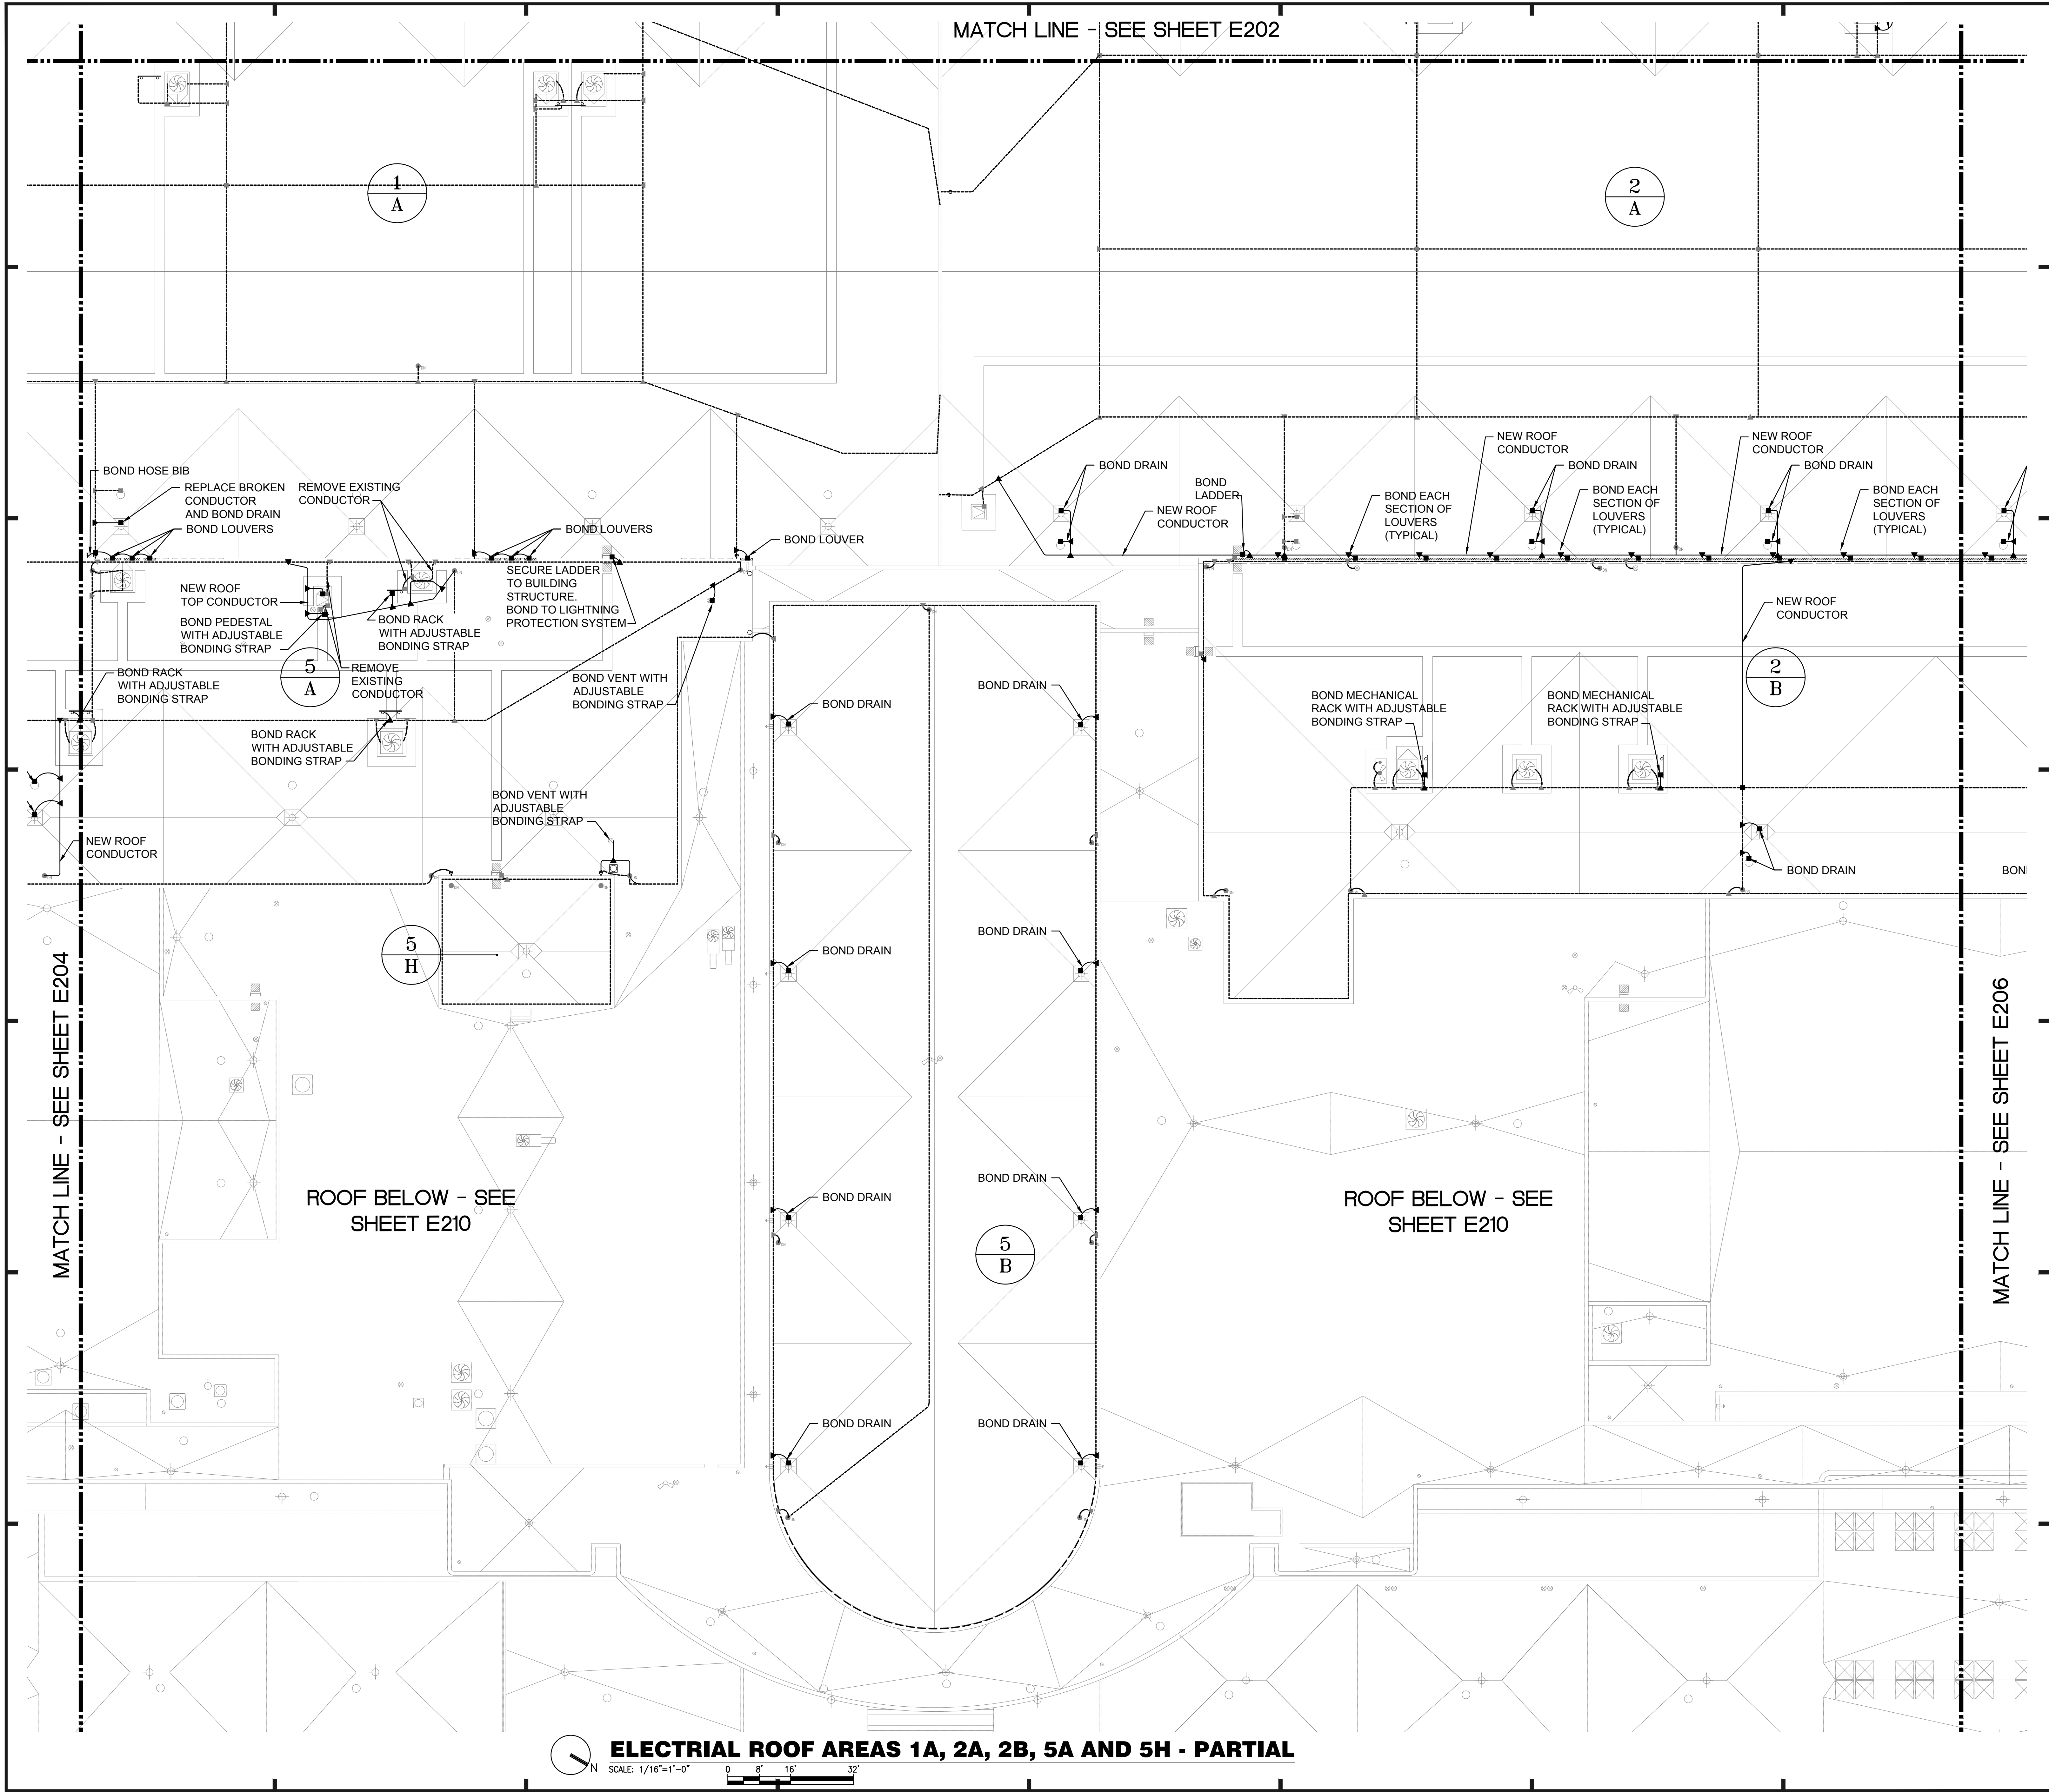 MATCH LINE - SEE SHEET E202
1
A
2
A
BOND HOSE BIB
REPLACE BROKEN
CONDUCTOR
AND BOND DRAIN
BOND LOUVERS
REMOVE EXISTING
CONDUCTOR
BOND LOUVERS
BOND LOUVER
BOND DRAIN
BOND
LADDER
NEW ROOF
CONDUCTOR
BOND EACH
SECTION OF
LOUVERS
(TYPICAL)
NEW ROOF
CONDUCTOR
BOND DRAIN
BOND EACH
SECTION OF
LOUVERS
(TYPICAL)
NEW ROOF
CONDUCTOR
BOND DRAIN
BOND EACH
SECTION OF
LOUVERS
(TYPICAL)
NEW ROOF
TOP CONDUCTOR
BOND PEDESTAL
WITH ADJUSTABLE
BONDING STRAP
BOND RACK
WITH ADJUSTABLE
BONDING STRAP
SECURE LADDER
TO BUILDING
STRUCTURE.
BOND TO LIGHTNING
PROTECTION SYSTEM
NEW ROOF
CONDUCTOR
5
A
2
B
BOND RACK
WITH ADJUSTABLE
BONDING STRAP
REMOVE
EXISTING
CONDUCTOR
BOND VENT WITH
ADJUSTABLE
BONDING STRAP
BOND DRAIN
BOND DRAIN
BOND MECHANICAL
RACK WITH ADJUSTABLE
BONDING STRAP
BOND MECHANICAL
RACK WITH ADJUSTABLE
BONDING STRAP
BOND RACK
WITH ADJUSTABLE
BONDING STRAP
BOND VENT WITH
ADJUSTABLE
BONDING STRAP
NEW ROOF
CONDUCTOR
BOND DRAIN
BON
5
H
BOND DRAIN
BOND DRAIN
MATCH LINE - SEE SHEET E204
MATCH LINE - SEE SHEET E206
ROOF BELOW - SEE
SHEET E210
BOND DRAIN
BOND DRAIN
ROOF BELOW - SEE
SHEET E210
5
B
BOND DRAIN
BOND DRAIN
N
ELECTRIAL ROOF AREAS 1A, 2A, 2B, 5A AND 5H - PARTIAL
SCALE: 1/16"=1'-0"
0 8' 16' 32'